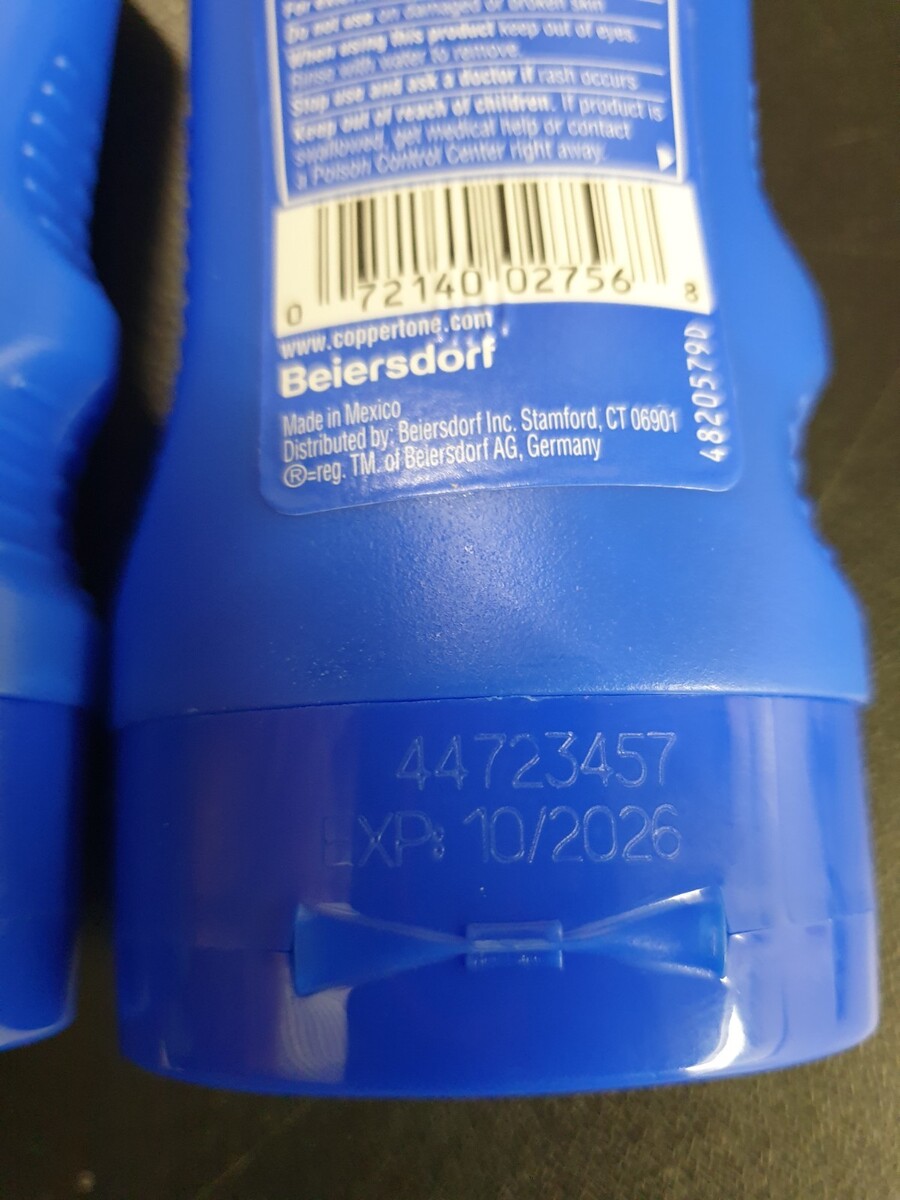 Do not use on damaged or broken skin
When using this product keep out of eyes.
Rinse with water to remove.
Stop use and ask a doctor if rash occurs
Keep out of reach of children. If product is
swallowed, get medical help or contact
a Poison Control Center right away.
0 72140 02756 8
www.coppertone.com
Beiersdorf
Made in Mexico
Distributed by: Beiersdorf Inc. Stamford, CT 06901
®=reg. TM. of Beiersdorf AG, Germany
4820579D
44723457
EXP: 10/2026